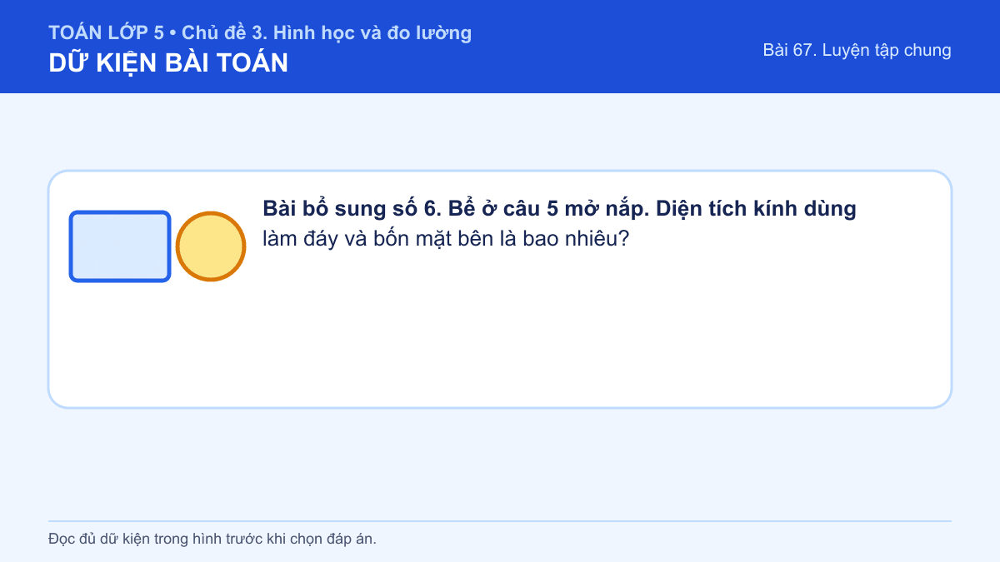 TOÁN LỚP 5 • Chủ đề 3. Hình học và đo lường
DỮ KIỆN BÀI TOÁN
Bài 67. Luyện tập chung
Bài bổ sung số 6. Bể ở câu 5 mở nắp. Diện tích kính dùng
làm đáy và bốn mặt bên là bao nhiêu?
Đọc đủ dữ kiện trong hình trước khi chọn đáp án.